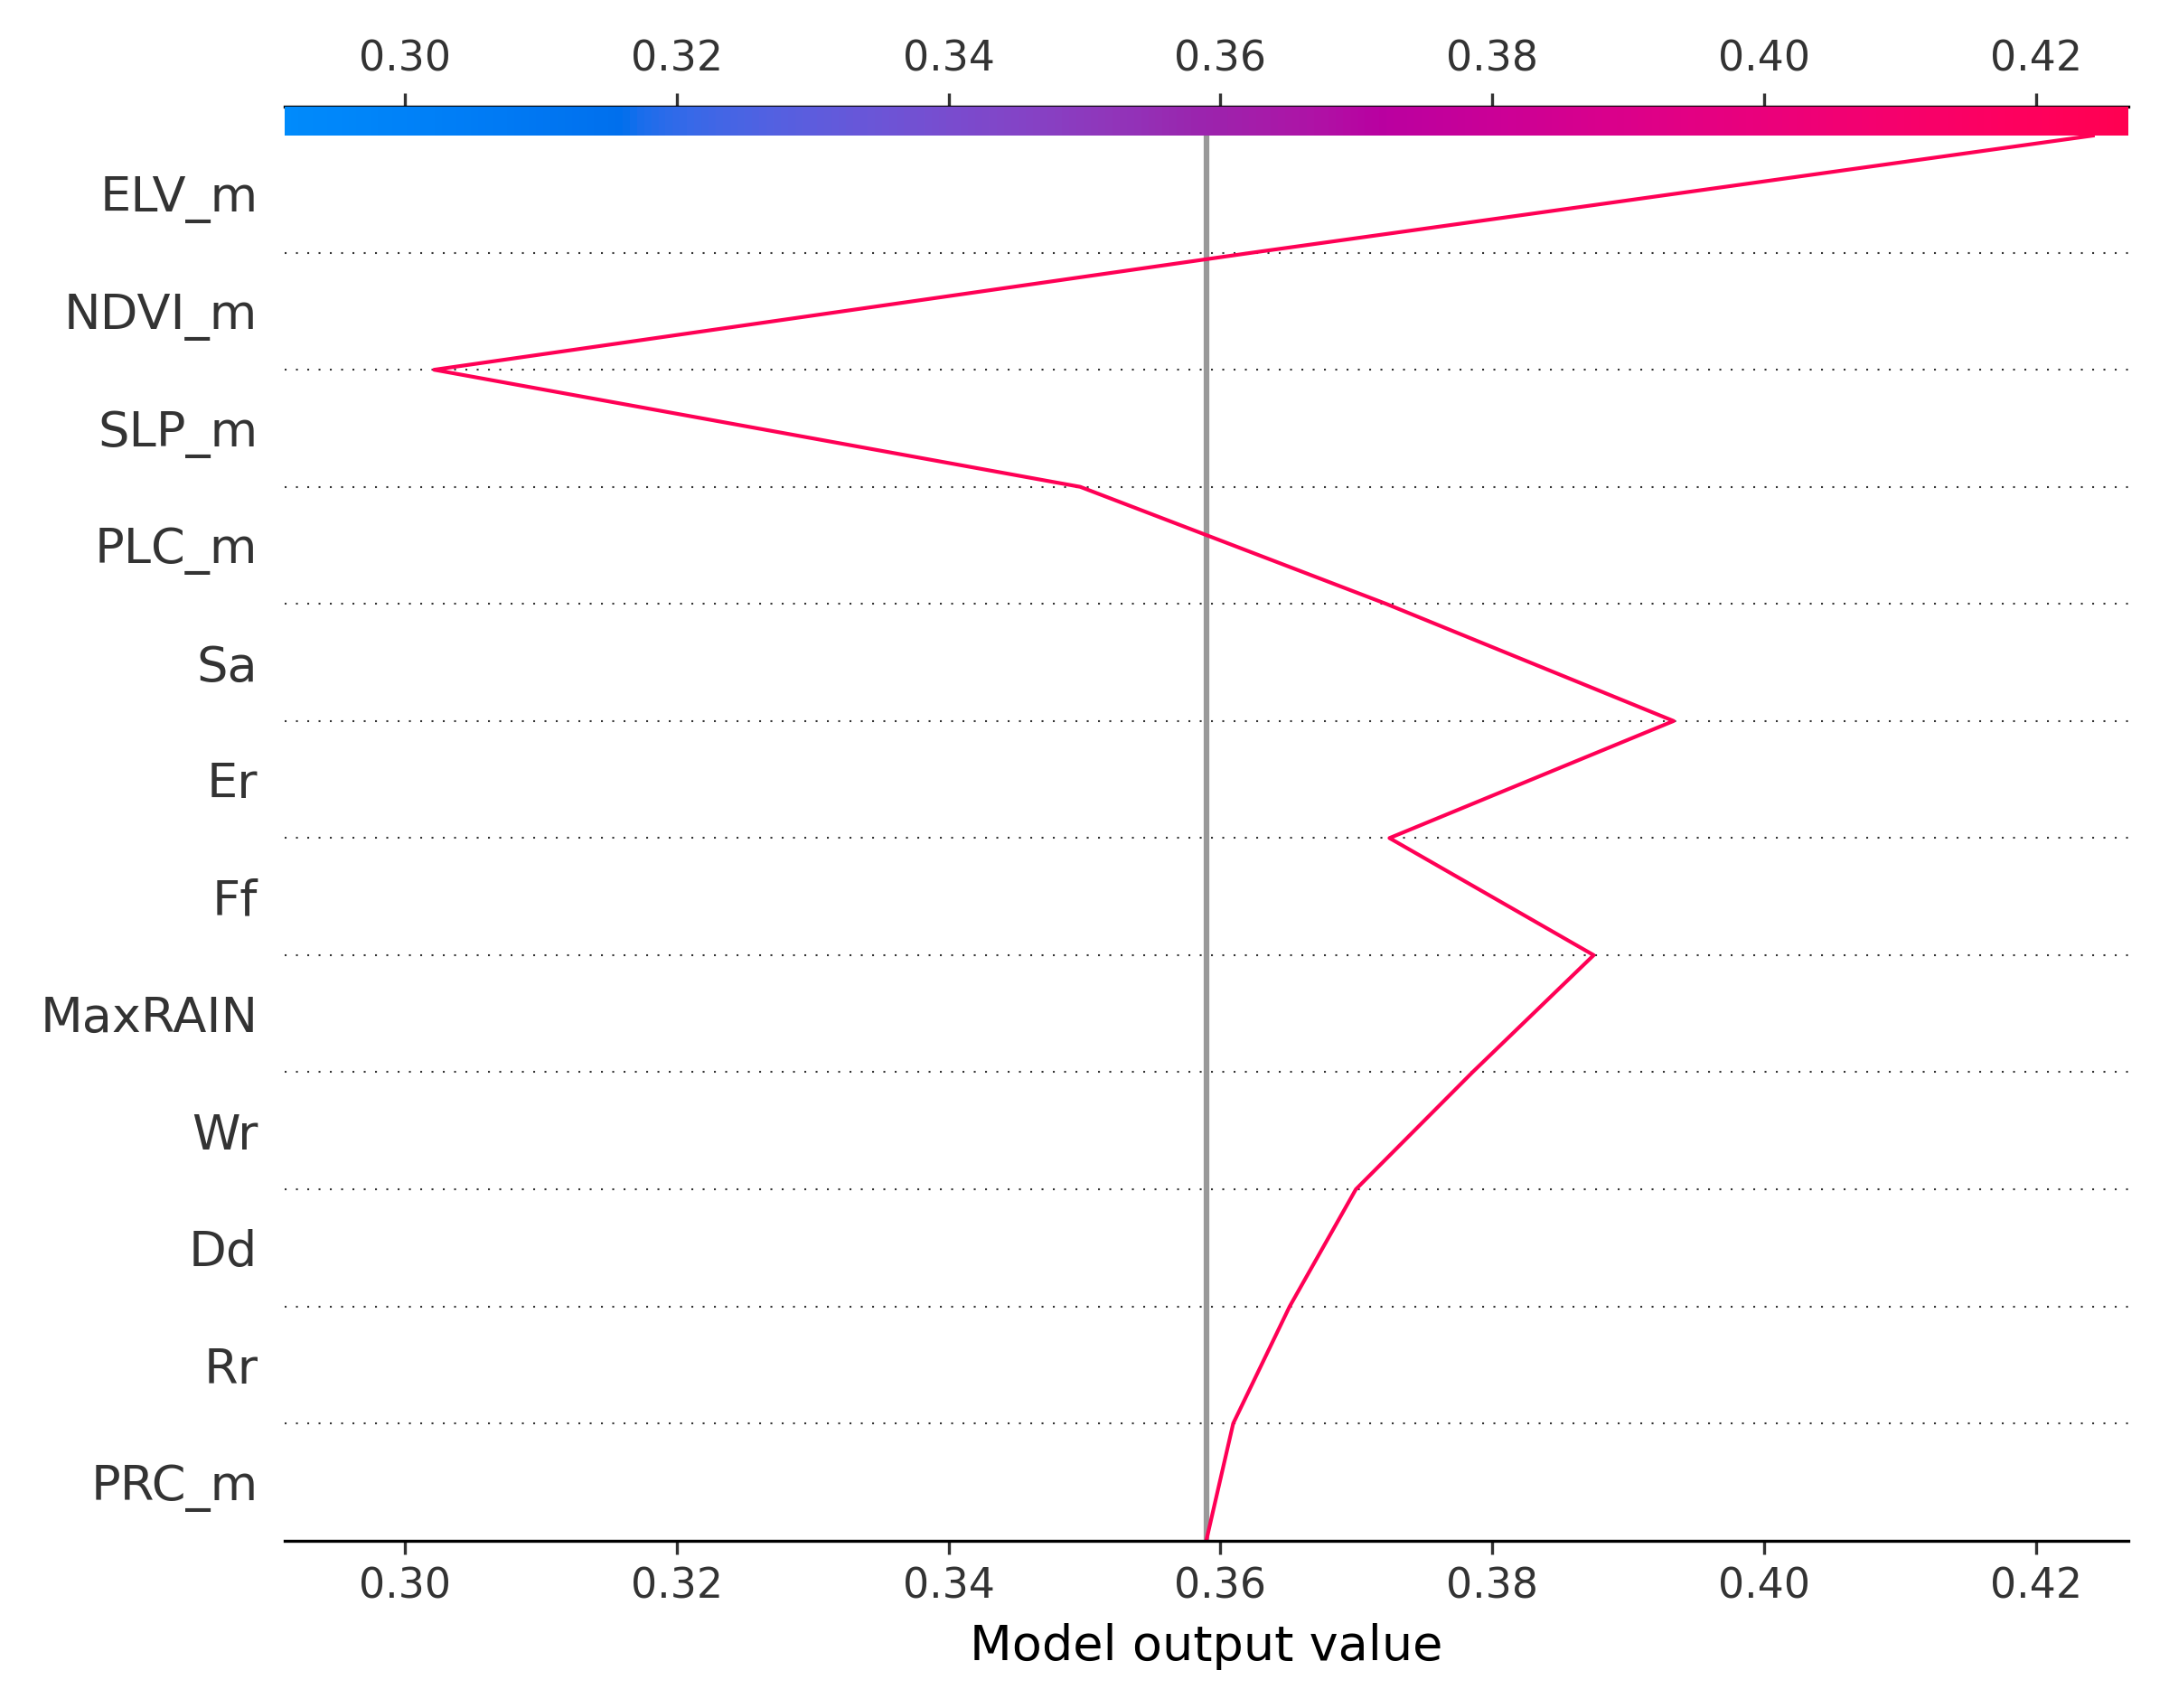 0.30 0.32 0.34 0.36 0.38 0.40 0.42
ELV_m
NDVI_m
SLP_m
PLC_m
Sa
Er
Ff
MaxRAIN
Wr
Dd
Rr
PRC_m
0.30 0.32 0.34 0.36 0.38 0.40 0.42
Model output value